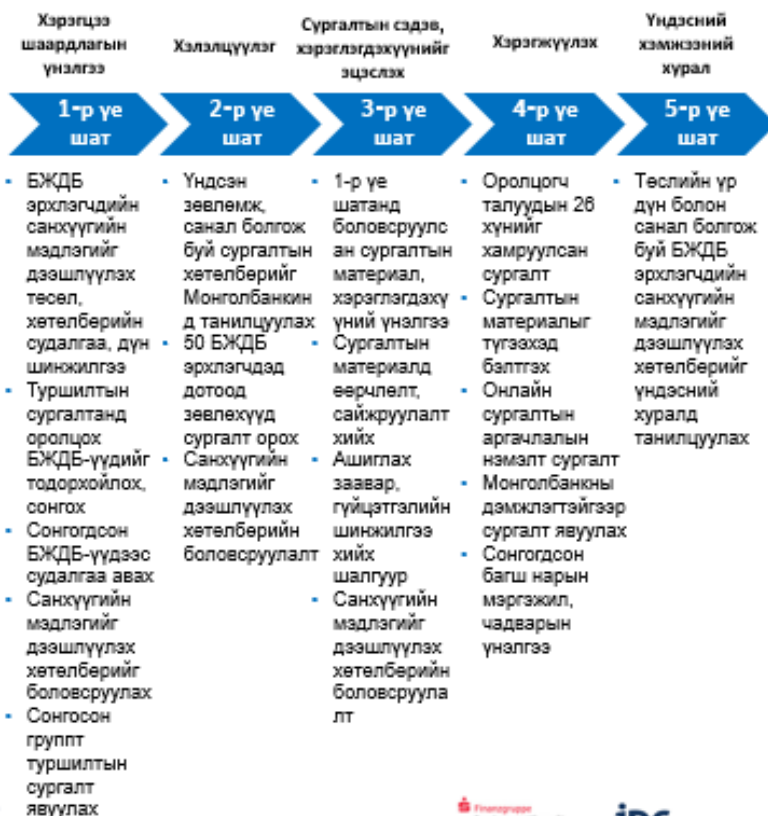 Хэрэгцээ
шаардлагын
үнэлгээ
Хэлэлцүүлэг
Сургалтын сэдэв,
хэрэглэгдэхүүнийг
эцэслэх
Хэрэгжүүлэх
Үндэсний
хэмжээний
хурал
1-р үе
шат
2-р үе
шат
3-р үе
шат
4-р үе
шат
5-р үе
шат
БЖДБ
эрхлэгчдийн
санхүүгийн
мэдлэгийг
дээшлүүлэх
төсөл,
хөтөлбөрийн
судалгаа, дүн
шинжилгээ
Туршилтын
сургалтанд
оролцох
БЖДБ-үүдийг
тодорхойлох,
сонгох
Сонгогдсон
БЖДБ-үүдээс
судалгаа авах
Санхүүгийн
мэдлэгийг
дээшлүүлэх
хөтөлбөрийг
боловсруулах
Сонгосон
группт
туршилтын
сургалт
явуулах
Үндсэн
зөвлөмж,
санал болгож
буй сургалтын
хөтөлбөрийг
Монголбанкин
д танилцуулах
50 БЖДБ
эрхлэгчдэд
дотоод
зөвлөхүүд
сургалт орох
Санхүүгийн
мэдлэгийг
дээшлүүлэх
хөтөлбөрийн
боловсруулалт
1-р үе
шатанд
боловсруулс
ан сургалтын
материал,
хэрэглэгдэхү
үний үнэлгээ
Сургалтын
материалд
өөрчлөлт,
сайжруулалт
хийх
Ашиглах
заавар,
гүйцэтгэлийн
шинжилгээ
хийх
шалгуур
Санхүүгийн
мэдлэгийг
дээшлүүлэх
хөтөлбөрийн
боловсруула
лт
Оролцогч
талуудын 26
хүнийг
хамруулсан
сургалт
Сургалтын
материалыг
түгээхэд
бэлтгэх
Онлайн
сургалтын
аргачлалын
нэмэлт сургалт
Монголбанкны
дэмжлэгтэйгээр
сургалт явуулах
Сонгогдсон
багш нарын
мэргэжил,
чадварын
үнэлгээ
Төслийн үр
дүн болон
санал болгож
буй БЖДБ
эрхлэгчдийн
санхүүгийн
мэдлэгийг
дээшлүүлэх
хөтөлбөрийг
үндэсний
хуралд
танилцуулах
Finanzgruppe